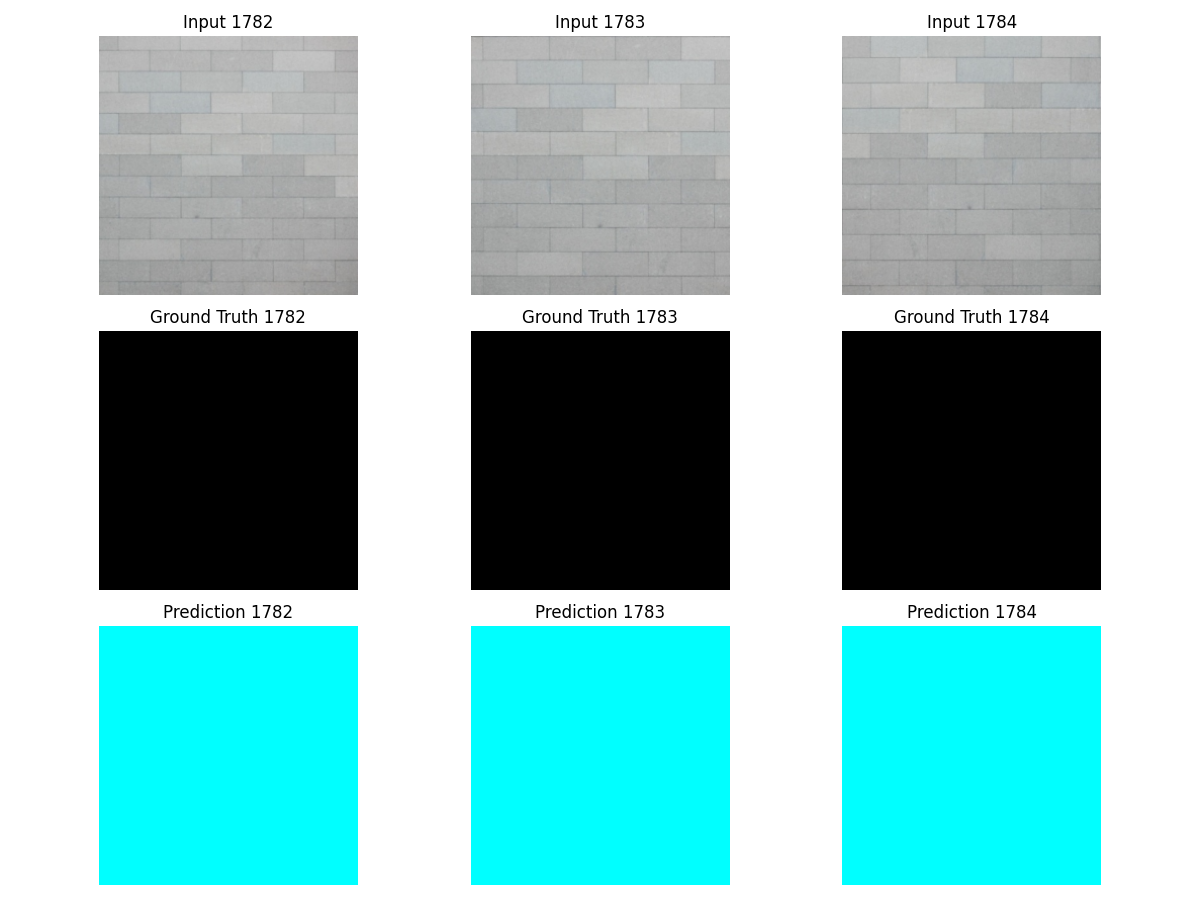 Input 1782
Input 1783
Input 1784
Ground Truth 1782
Ground Truth 1783
Ground Truth 1784
Prediction 1782
Prediction 1783
Prediction 1784